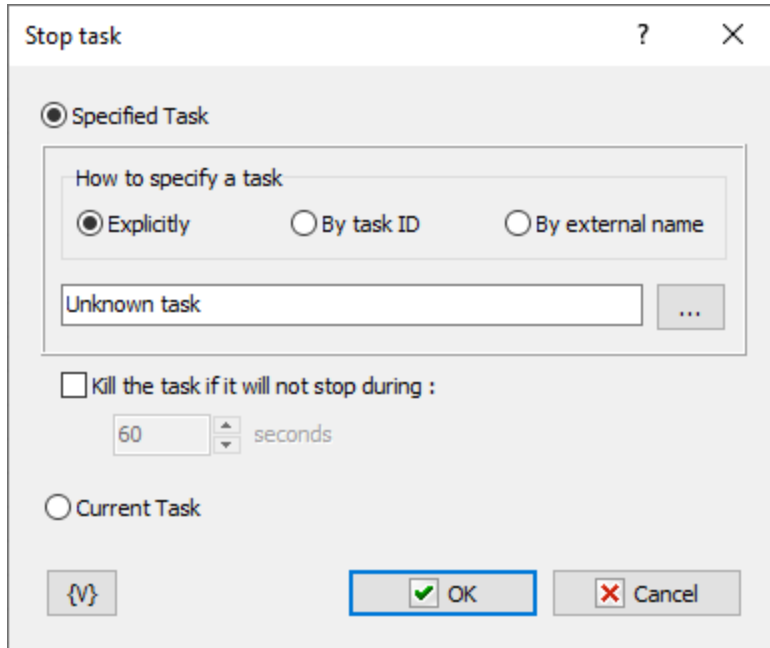 Stop task ?
Specified Task
How to specify a task
Explicitly By task ID By external name
Unknown task ...
Kill the task if it will not stop during :
60 seconds
Current Task
{V} OK Cancel